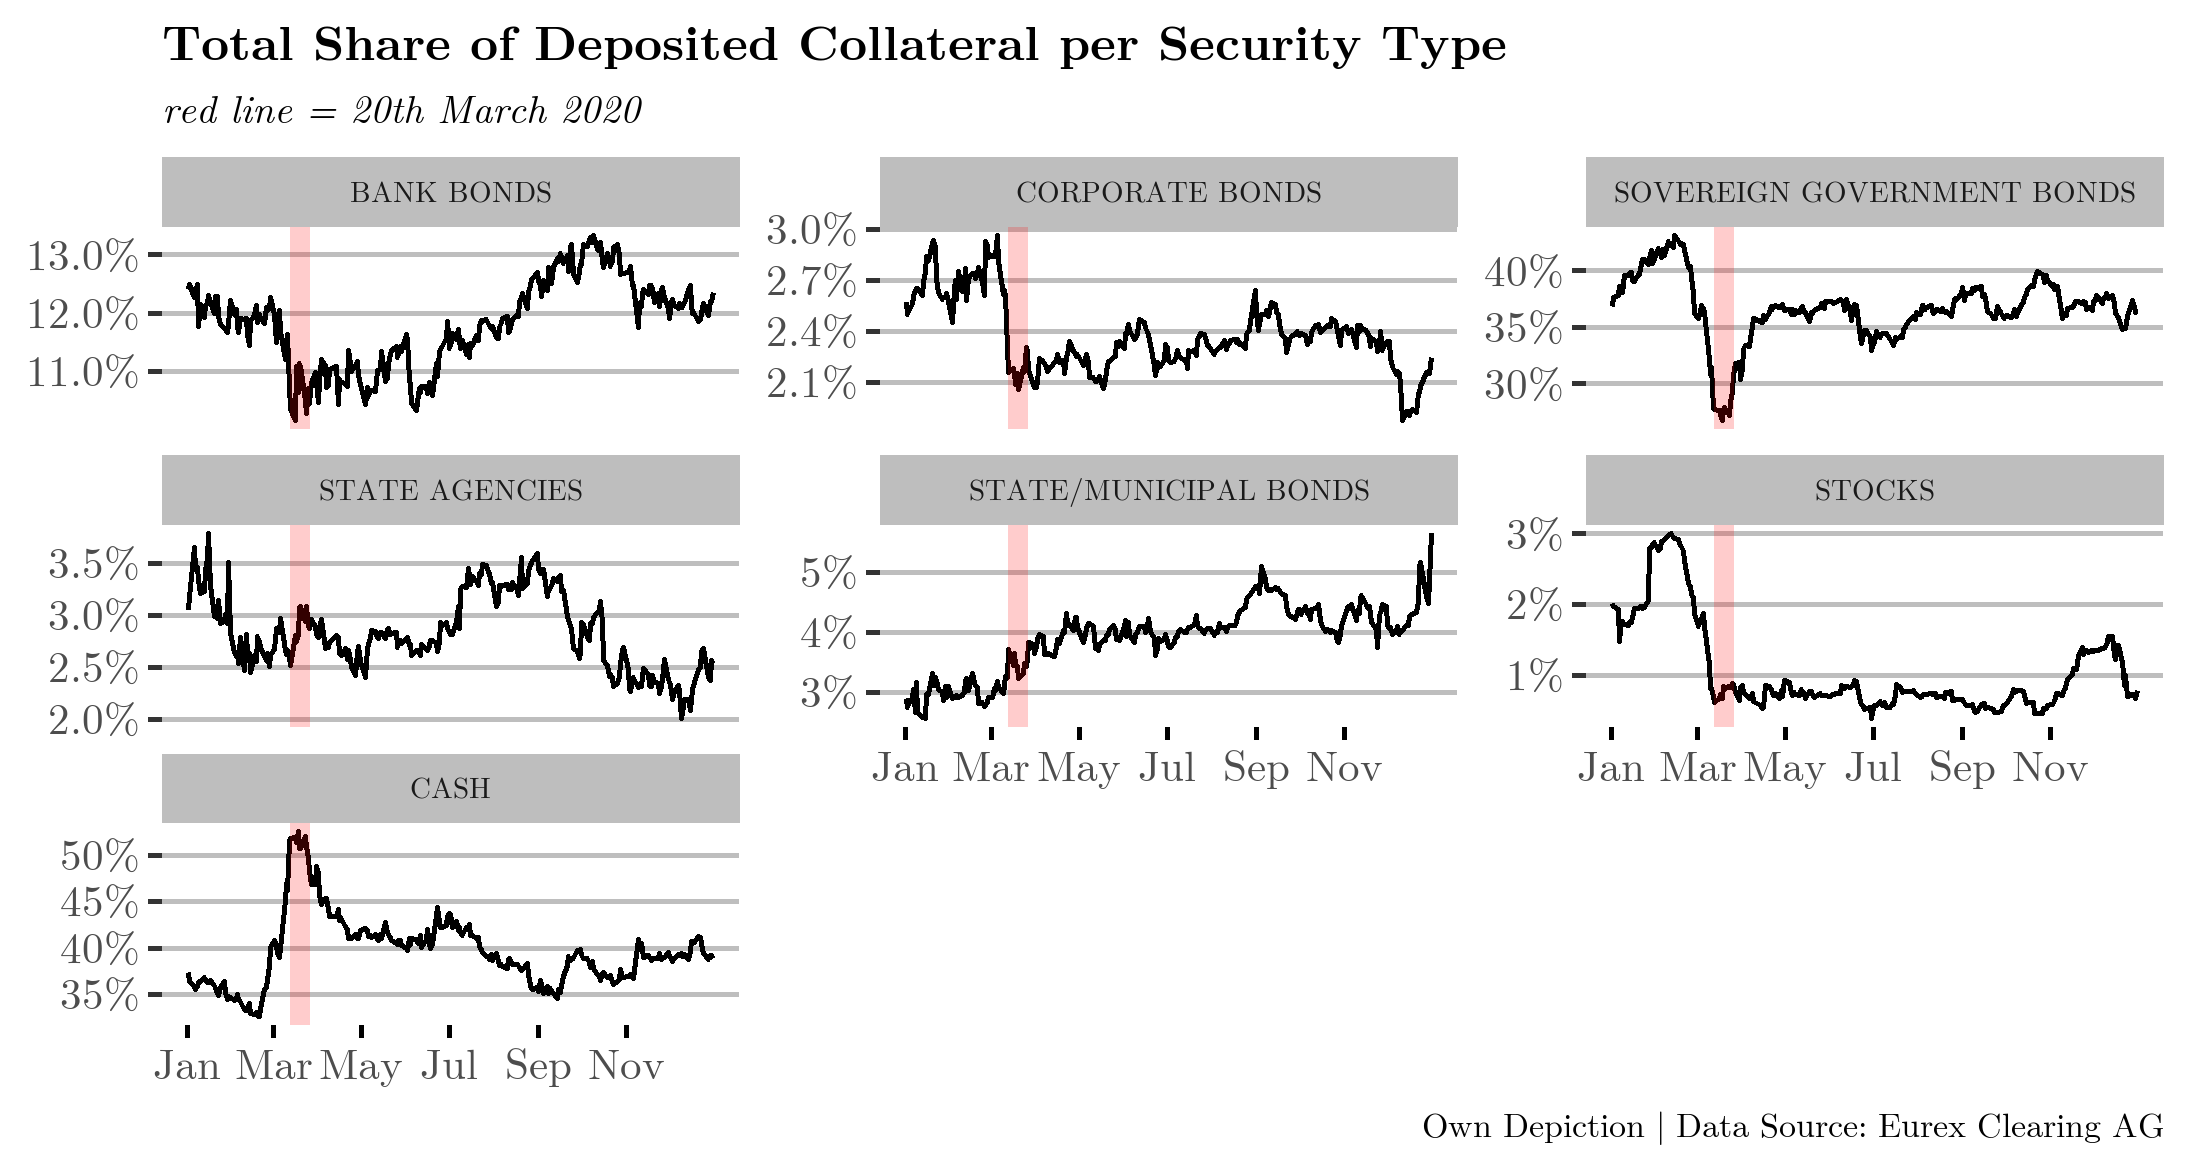 Total Share of Deposited Collateral per Security Type
red line = 20th March 2020
BANK BONDS
13.0%
12.0%
11.0%
CORPORATE BONDS
3.0%
2.7%
2.4%
2.1%
SOVEREIGN GOVERNMENT BONDS
40%
35%
30%
STATE AGENCIES
3.5%
3.0%
2.5%
2.0%
STATE/MUNICIPAL BONDS
5%
4%
3%
Jan Mar May Jul Sep Nov
STOCKS
3%
2%
1%
Jan Mar May Jul Sep Nov
CASH
50%
45%
40%
35%
Jan Mar May Jul Sep Nov
Own Depiction | Data Source: Eurex Clearing AG